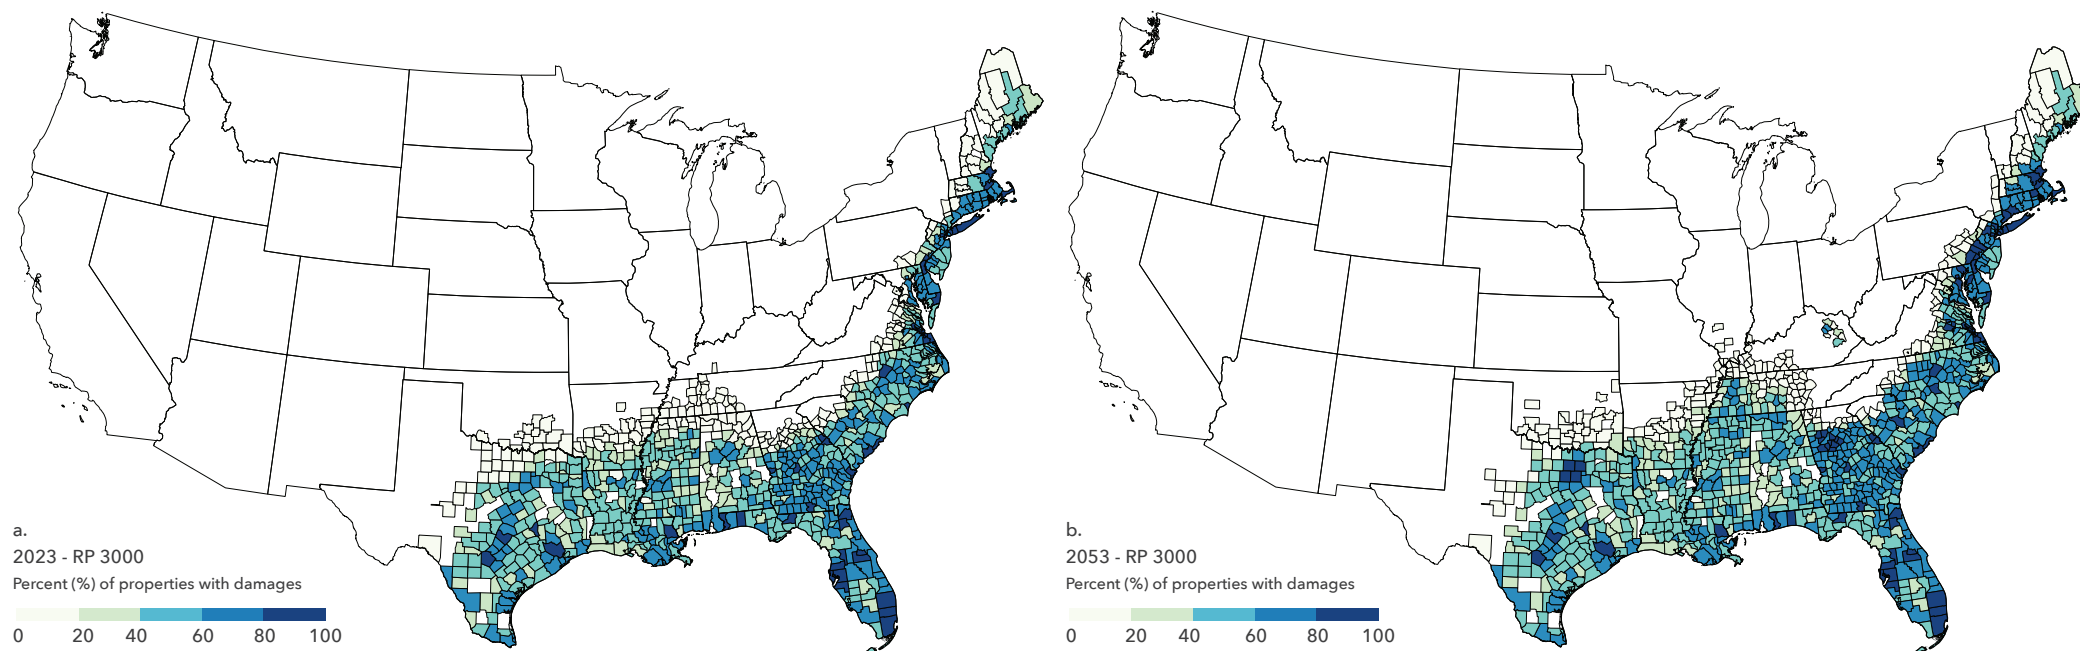 a.
2023 - RP 3000
Percent (%) of properties with damages
0 20 40 60 80 100
b.
2053 - RP 3000
Percent (%) of properties with damages
0 20 40 60 80 100